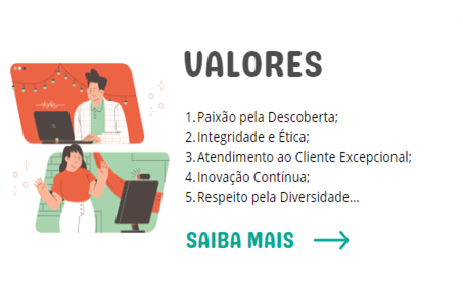 VALORES
1. Paixão pela Descoberta;
2. Integridade e Ética;
3. Atendimento ao Cliente Excepcional;
4. Inovação Contínua;
5. Respeito pela Diversidade...
SAIBA MAIS